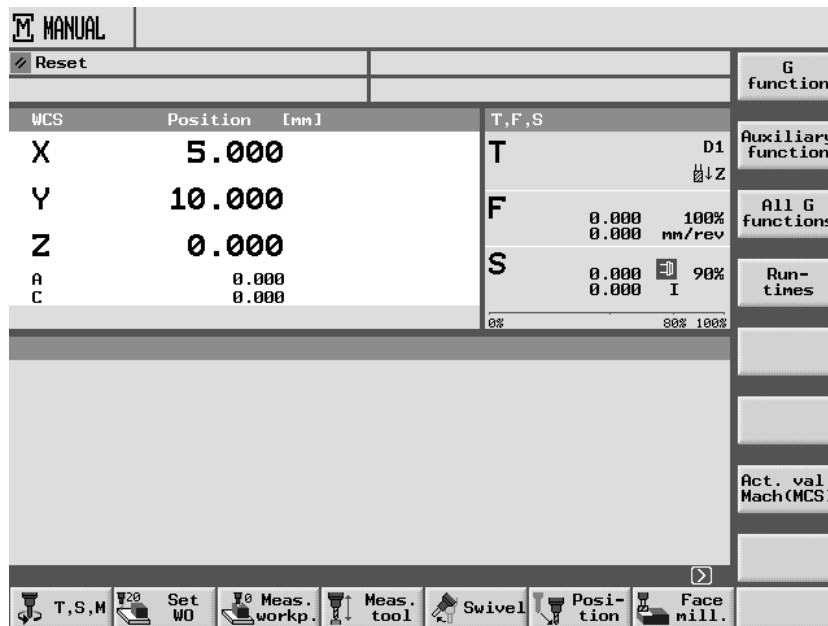 M MANUAL
Reset
G
function
WCS Position [mm] T,F,S
X 5.000
T D1
Z
Auxiliary
function
Y 10.000
F 0.000 100%
0.000 mm/rev
All G
functions
Z 0.000
S 0.000 90%
0.000 I
Run-
times
A 0.000
C 0.000
0% 80% 100%
Act. val
Mach(MCS)
T,S,M
T20 Set
WO
T0 Meas.
workp.
Meas.
tool
Swivel
Posi-
tion
Face
mill.